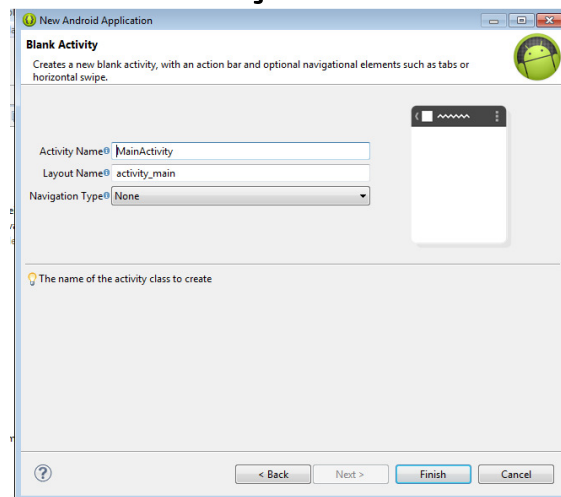 New Android Application
Blank Activity
Creates a new blank activity, with an action bar and optional navigational elements such as tabs or
horizontal swipe.
Activity Name MainActivity
Layout Name activity_main
Navigation Type None
The name of the activity class to create
< Back Next > Finish Cancel